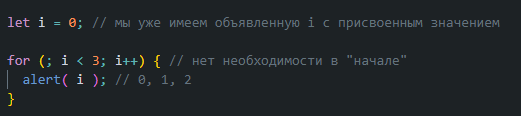 let i = 0; // мы уже имеем объявленную i с присвоенным значением
for (; i < 3; i++) { // нет необходимости в "начале"
alert( i ); // 0, 1, 2
}